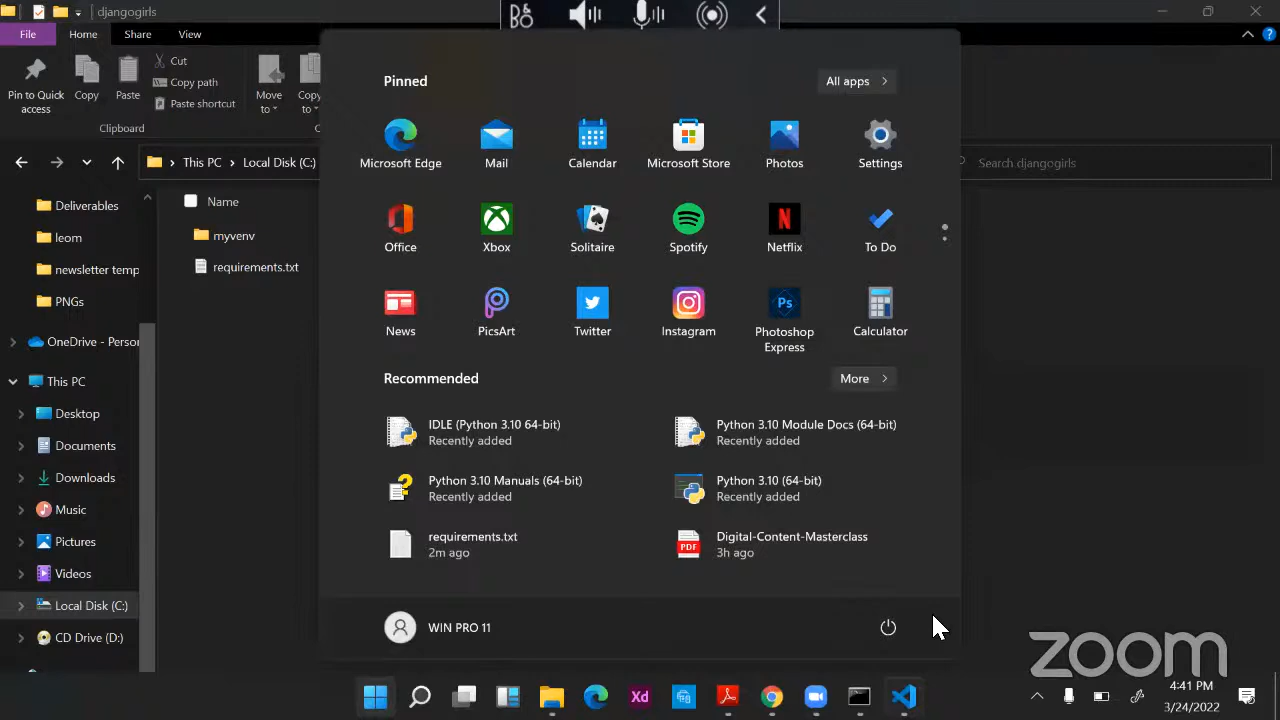 djangogirls
File
Home
Share
View
Pin to Quick
access
Copy
Paste
Cut
Copy path
Paste shortcut
Clipboard
Move
to
Copy
to
This PC
Local Disk (C:)
Search djangogirls
Deliverables
leom
newsletter temp
PNGs
OneDrive - Perso
This PC
Desktop
Documents
Downloads
Music
Pictures
Videos
Local Disk (C:)
CD Drive (D:)
Name
myvenv
requirements.txt
Pinned
All apps
Microsoft Edge
Mail
Calendar
Microsoft Store
Photos
Settings
Office
Xbox
Solitaire
Spotify
Netflix
To Do
News
PicsArt
Twitter
Instagram
Ps
Photoshop
Express
Calculator
Recommended
More
IDLE (Python 3.10 64-bit)
Recently added
Python 3.10 Module Docs (64-bit)
Recently added
Python 3.10 Manuals (64-bit)
Recently added
Python 3.10 (64-bit)
Recently added
requirements.txt
2m ago
PDF
Digital-Content-Masterclass
3h ago
WIN PRO 11
Xd
zoom
4:41 PM
3/24/2022